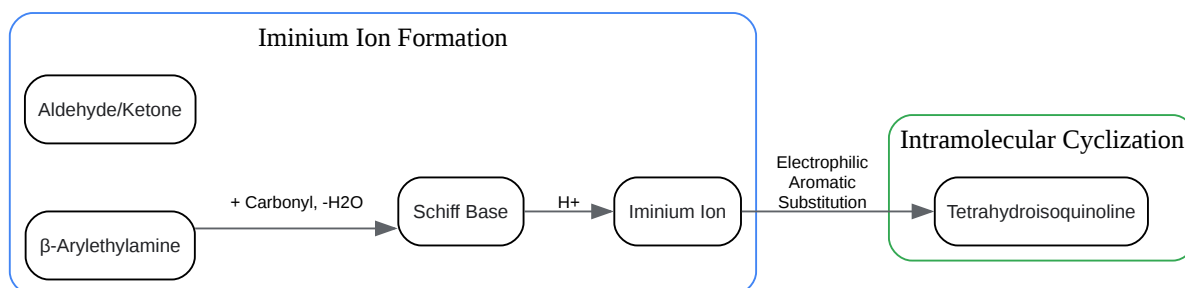 Iminium Ion Formation
Aldehyde/Ketone
β-Arylethylamine
+ Carbonyl, -H2O
Schiff Base
H+
Iminium Ion
Electrophilic
Aromatic
Substitution
Intramolecular Cyclization
Tetrahydroisoquinoline